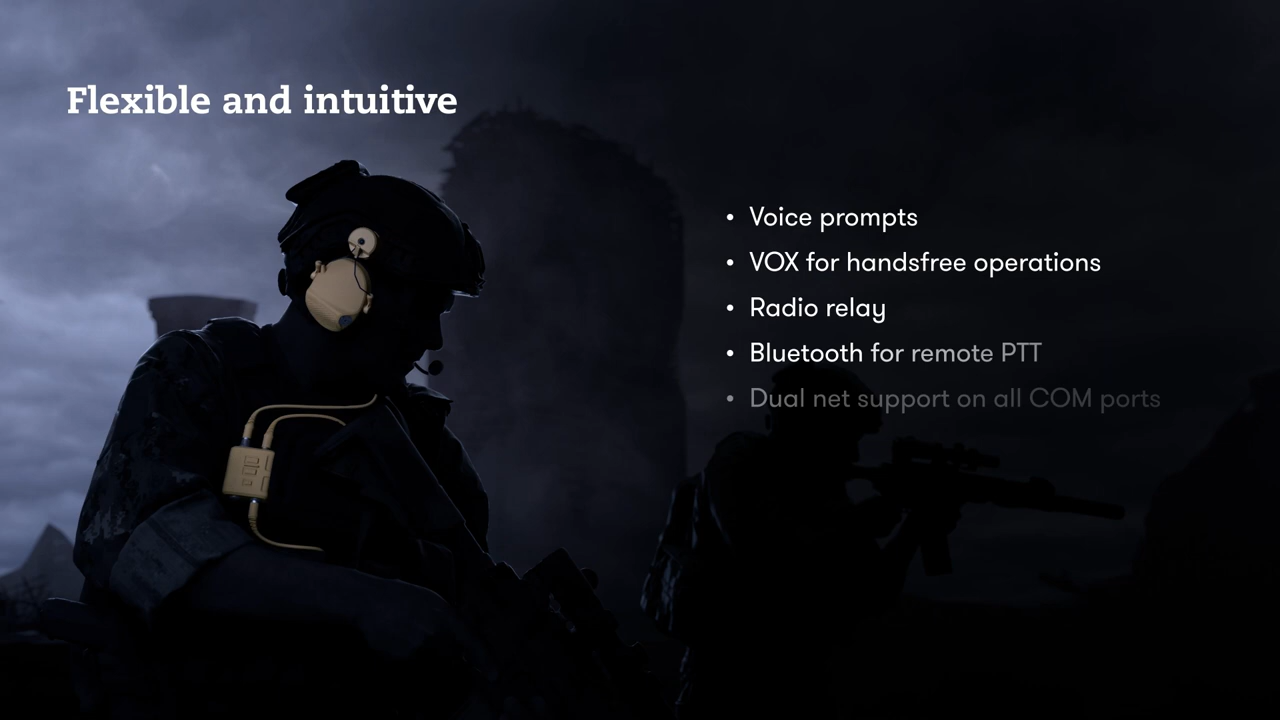 Flexible and intuitive
• Voice prompts
• VOX for handsfree operations
• Radio relay
• Bluetooth for remote PTT
• Dual net support on all COM ports